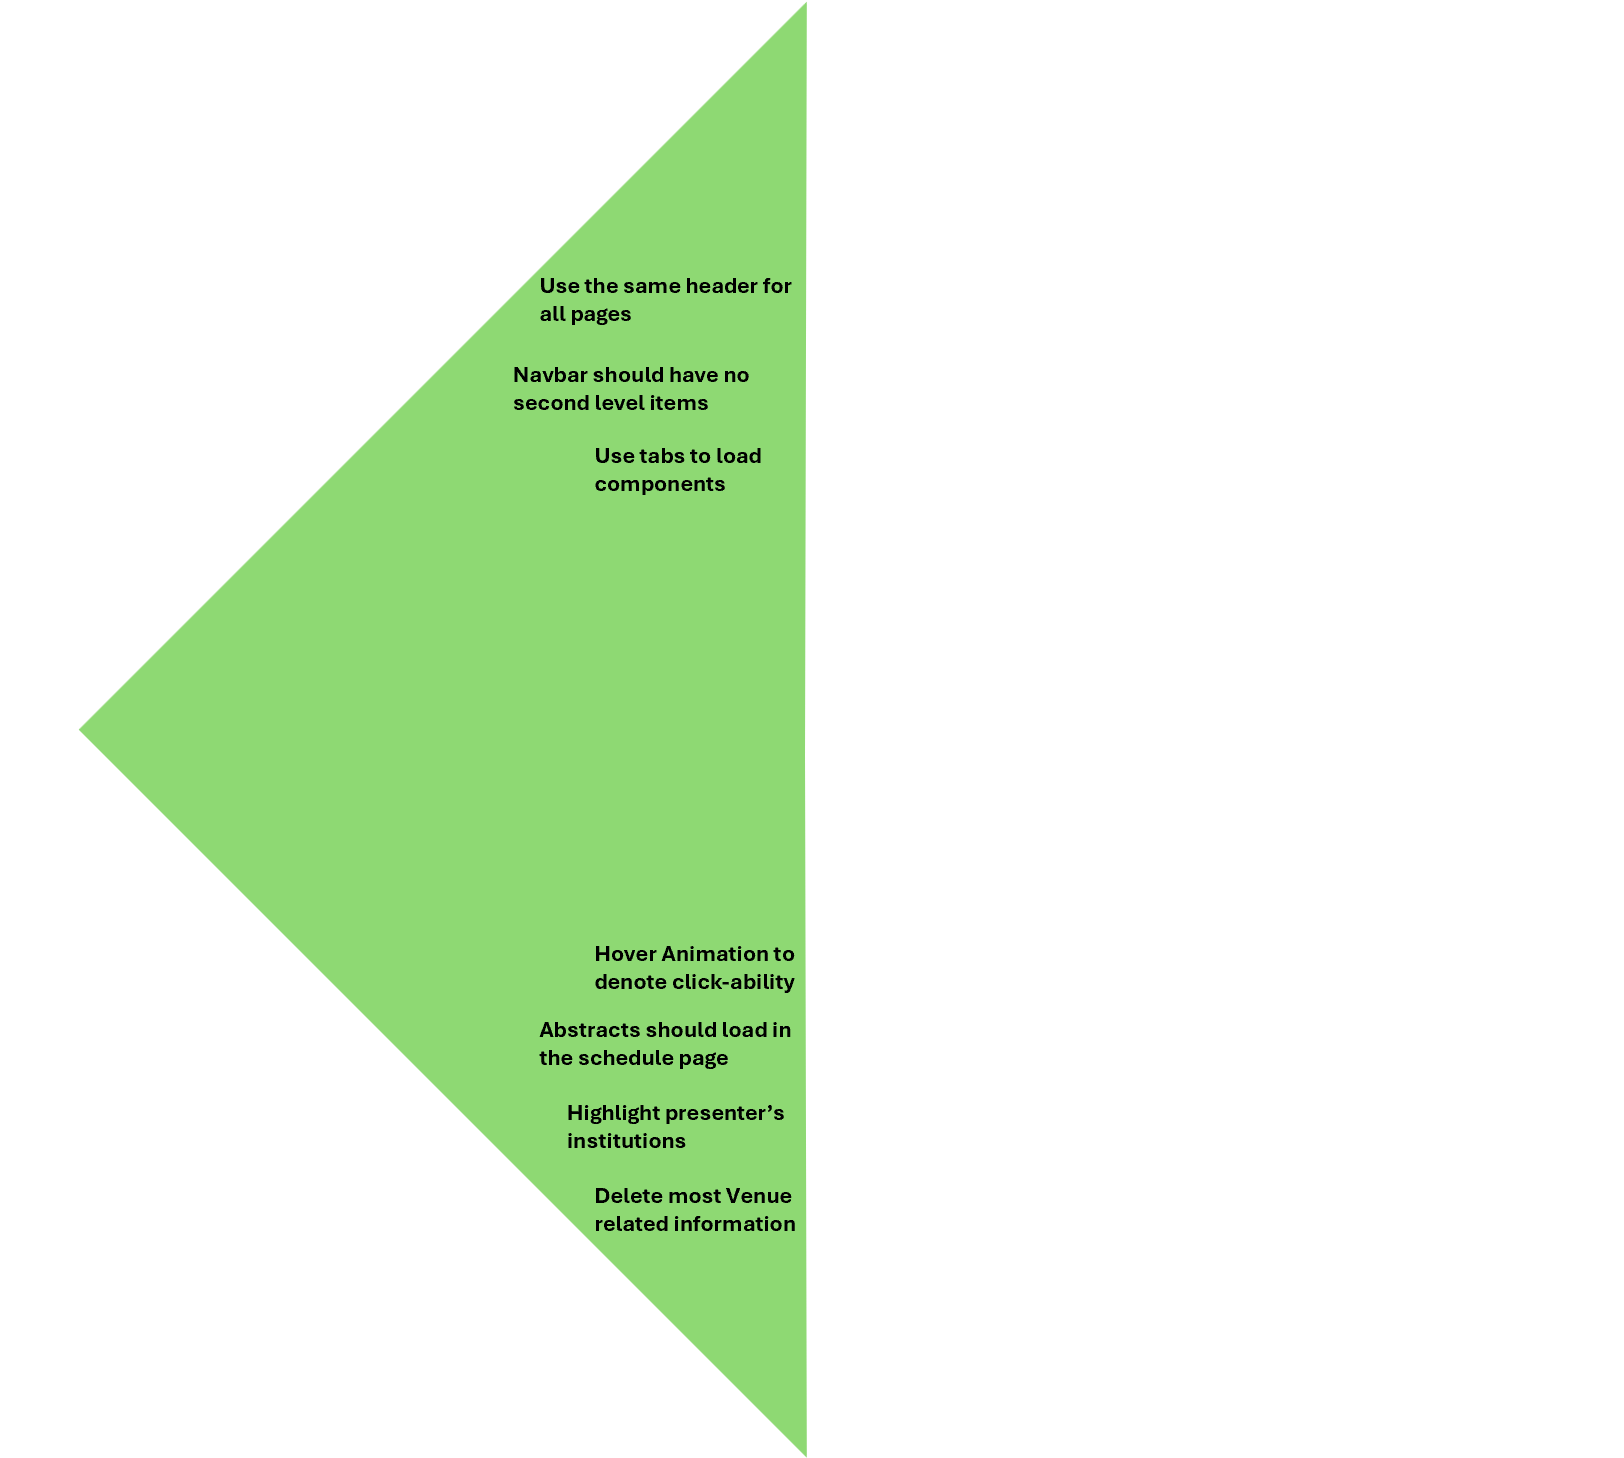 Use the same header for
all pages
Navbar should have no
second level items
Use tabs to load
components
Hover Animation to
denote click-ability
Abstracts should load in
the schedule page
Highlight presenter’s
institutions
Delete most Venue
related information